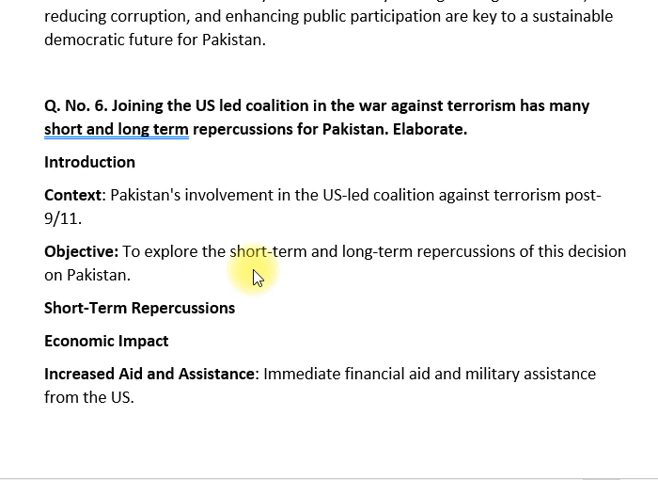 reducing corruption, and enhancing public participation are key to a sustainable
democratic future for Pakistan.
Q. No. 6. Joining the US led coalition in the war against terrorism has many
short and long term repercussions for Pakistan. Elaborate.
Introduction
Context: Pakistan's involvement in the US-led coalition against terrorism post-
9/11.
Objective: To explore the short-term and long-term repercussions of this decision
on Pakistan.
Short-Term Repercussions
Economic Impact
Increased Aid and Assistance: Immediate financial aid and military assistance
from the US.